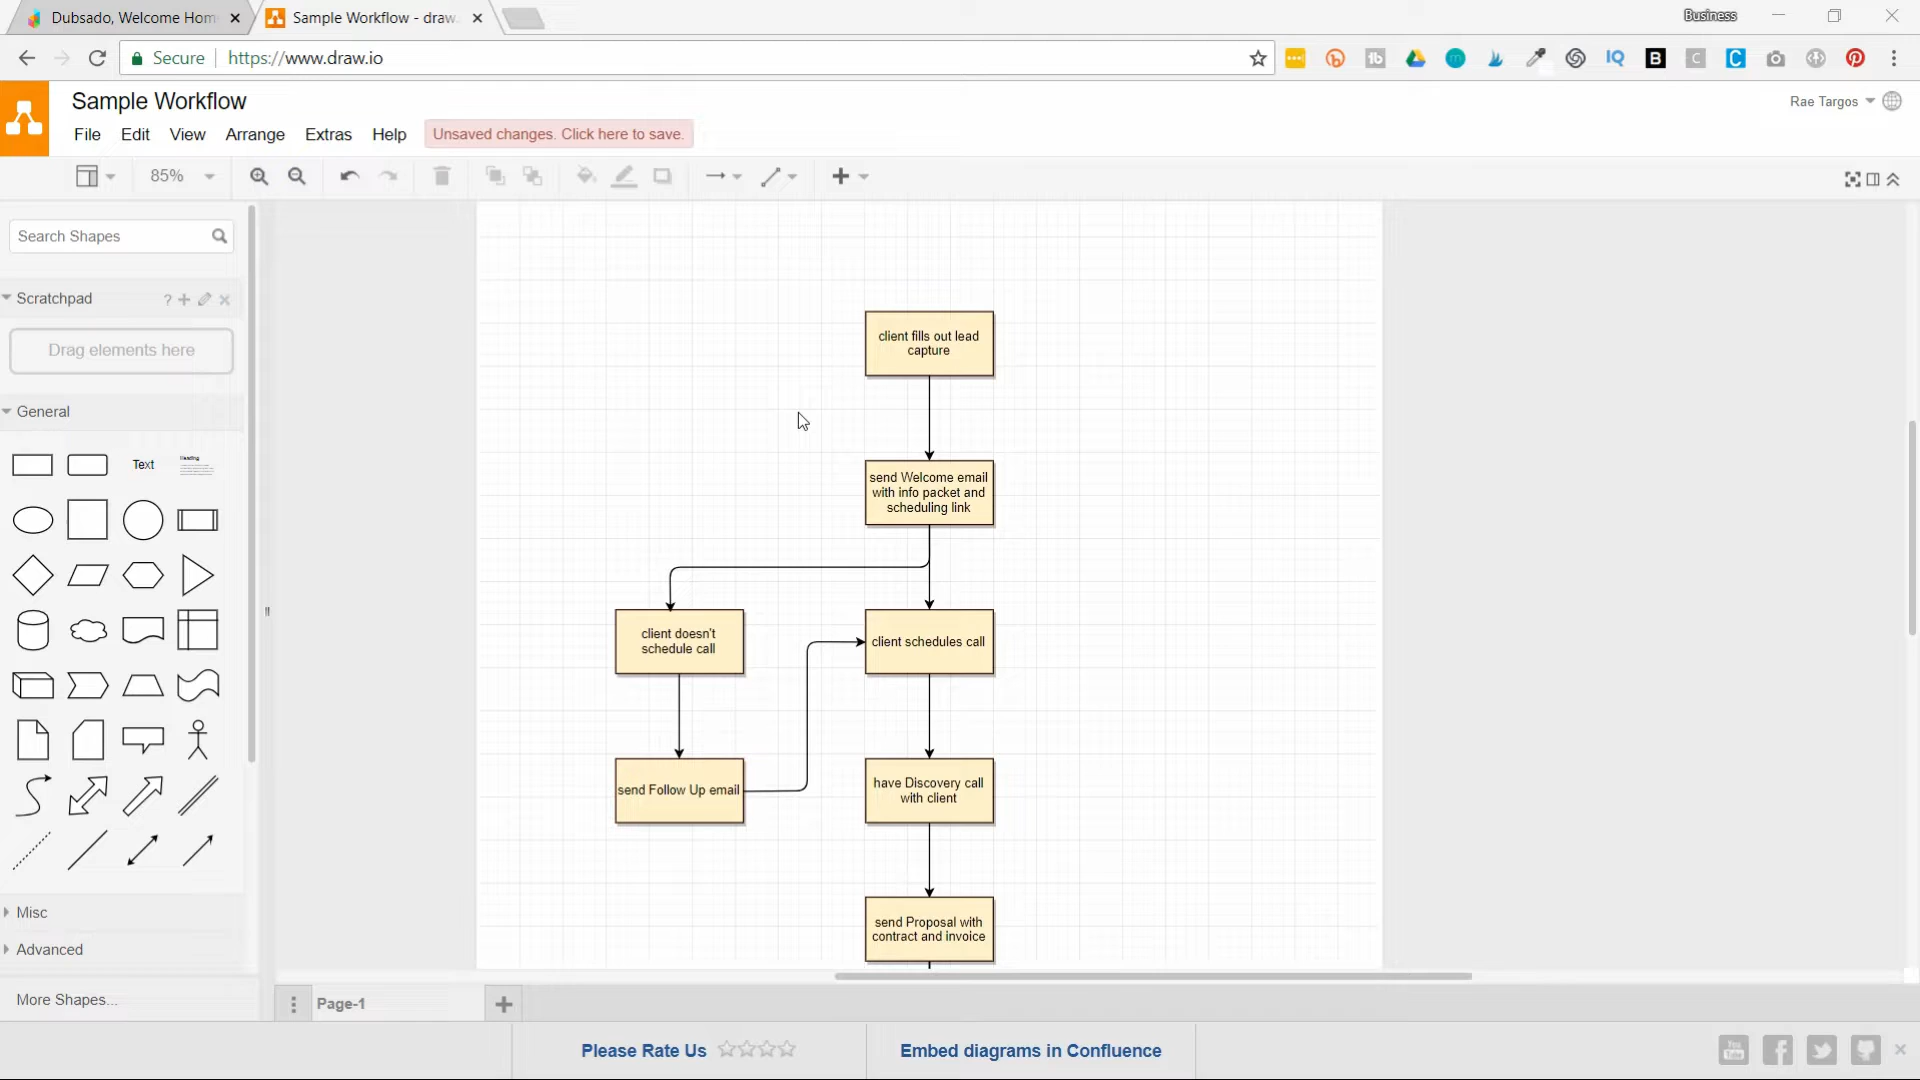 Dubsado, Welcome Hom
Sample Workflow - draw.
Business
Secure
https://www.draw.io
Sample Workflow
Rae Targos
File
Edit
View
Arrange
Extras
Help
Unsaved changes. Click here to save.
85%
Search Shapes
Scratchpad
?
Drag elements here
General
Text
Heading
Misc
Advanced
More Shapes...
client fills out lead
capture
send Welcome email
with info packet and
scheduling link
client doesn't
schedule call
client schedules call
send Follow Up email
have Discovery call
with client
send Proposal with
contract and invoice
Page-1
Please Rate Us
Embed diagrams in Confluence